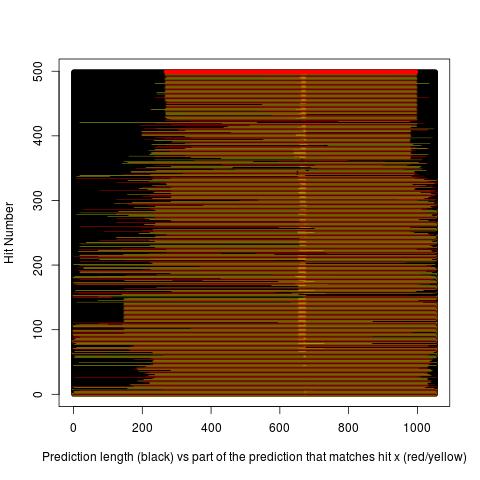 500
400
300
200
100
0
Hit Number
0 200 400 600 800 1000
Prediction length (black) vs part of the prediction that matches hit x (red/yellow)